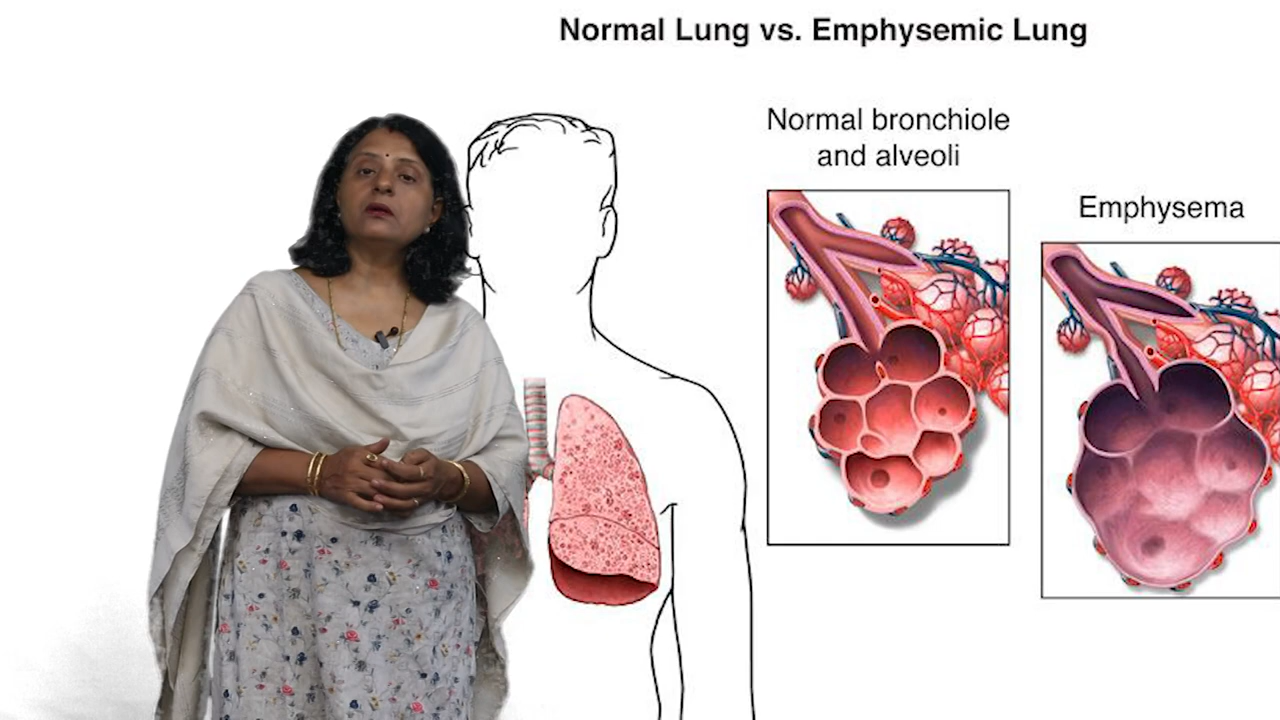 Normal Lung vs. Emphysemic Lung
Normal bronchiole
and alveoli
Emphysema